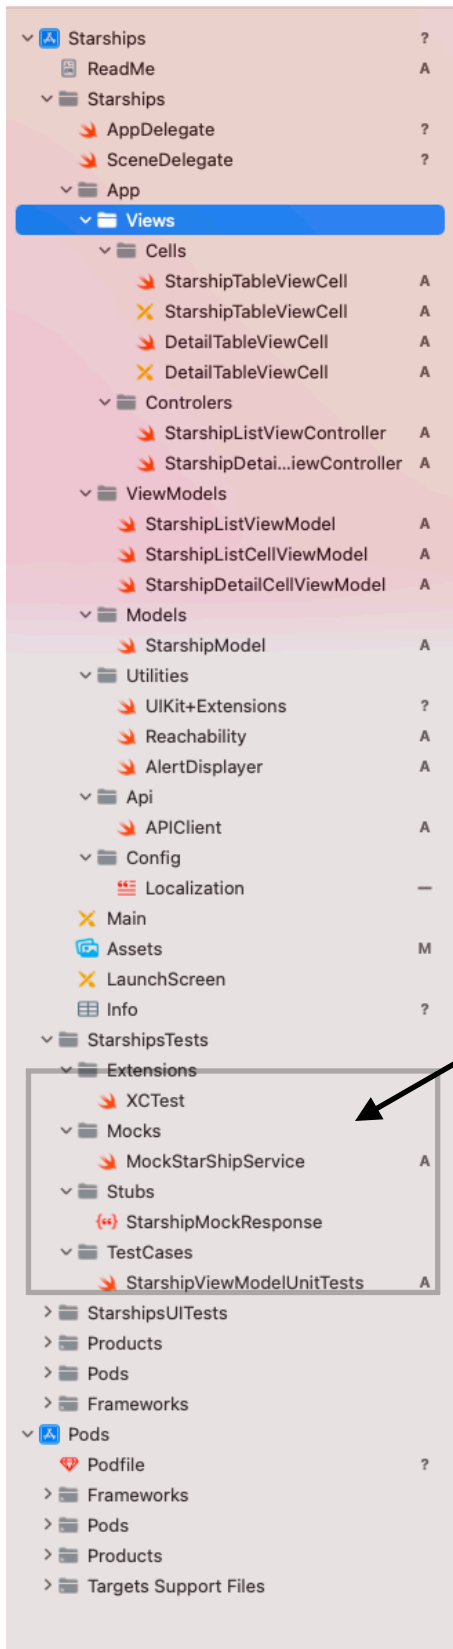 Starships ?
ReadMe A
Starships
AppDelegate ?
SceneDelegate ?
App
Views
Cells
StarshipTableViewCell A
StarshipTableViewCell A
DetailTableViewCell A
DetailTableViewCell A
Controlers
StarshipListViewController A
StarshipDetai...iewController A
ViewModels
StarshipListViewModel A
StarshipListCellViewModel A
StarshipDetailCellViewModel A
Models
StarshipModel A
Utilities
UIKit+Extensions ?
Reachability A
AlertDisplayer A
Api
APIClient A
Config
Localization —
Main
Assets M
LaunchScreen
Info ?
StarshipsTests
Extensions
XCTest
Mocks
MockStarShipService A
Stubs
StarshipMockResponse
TestCases
StarshipViewModelUnitTests A
StarshipsUITests
Products
Pods
Frameworks
Pods
Podfile ?
Frameworks
Pods
Products
Targets Support Files